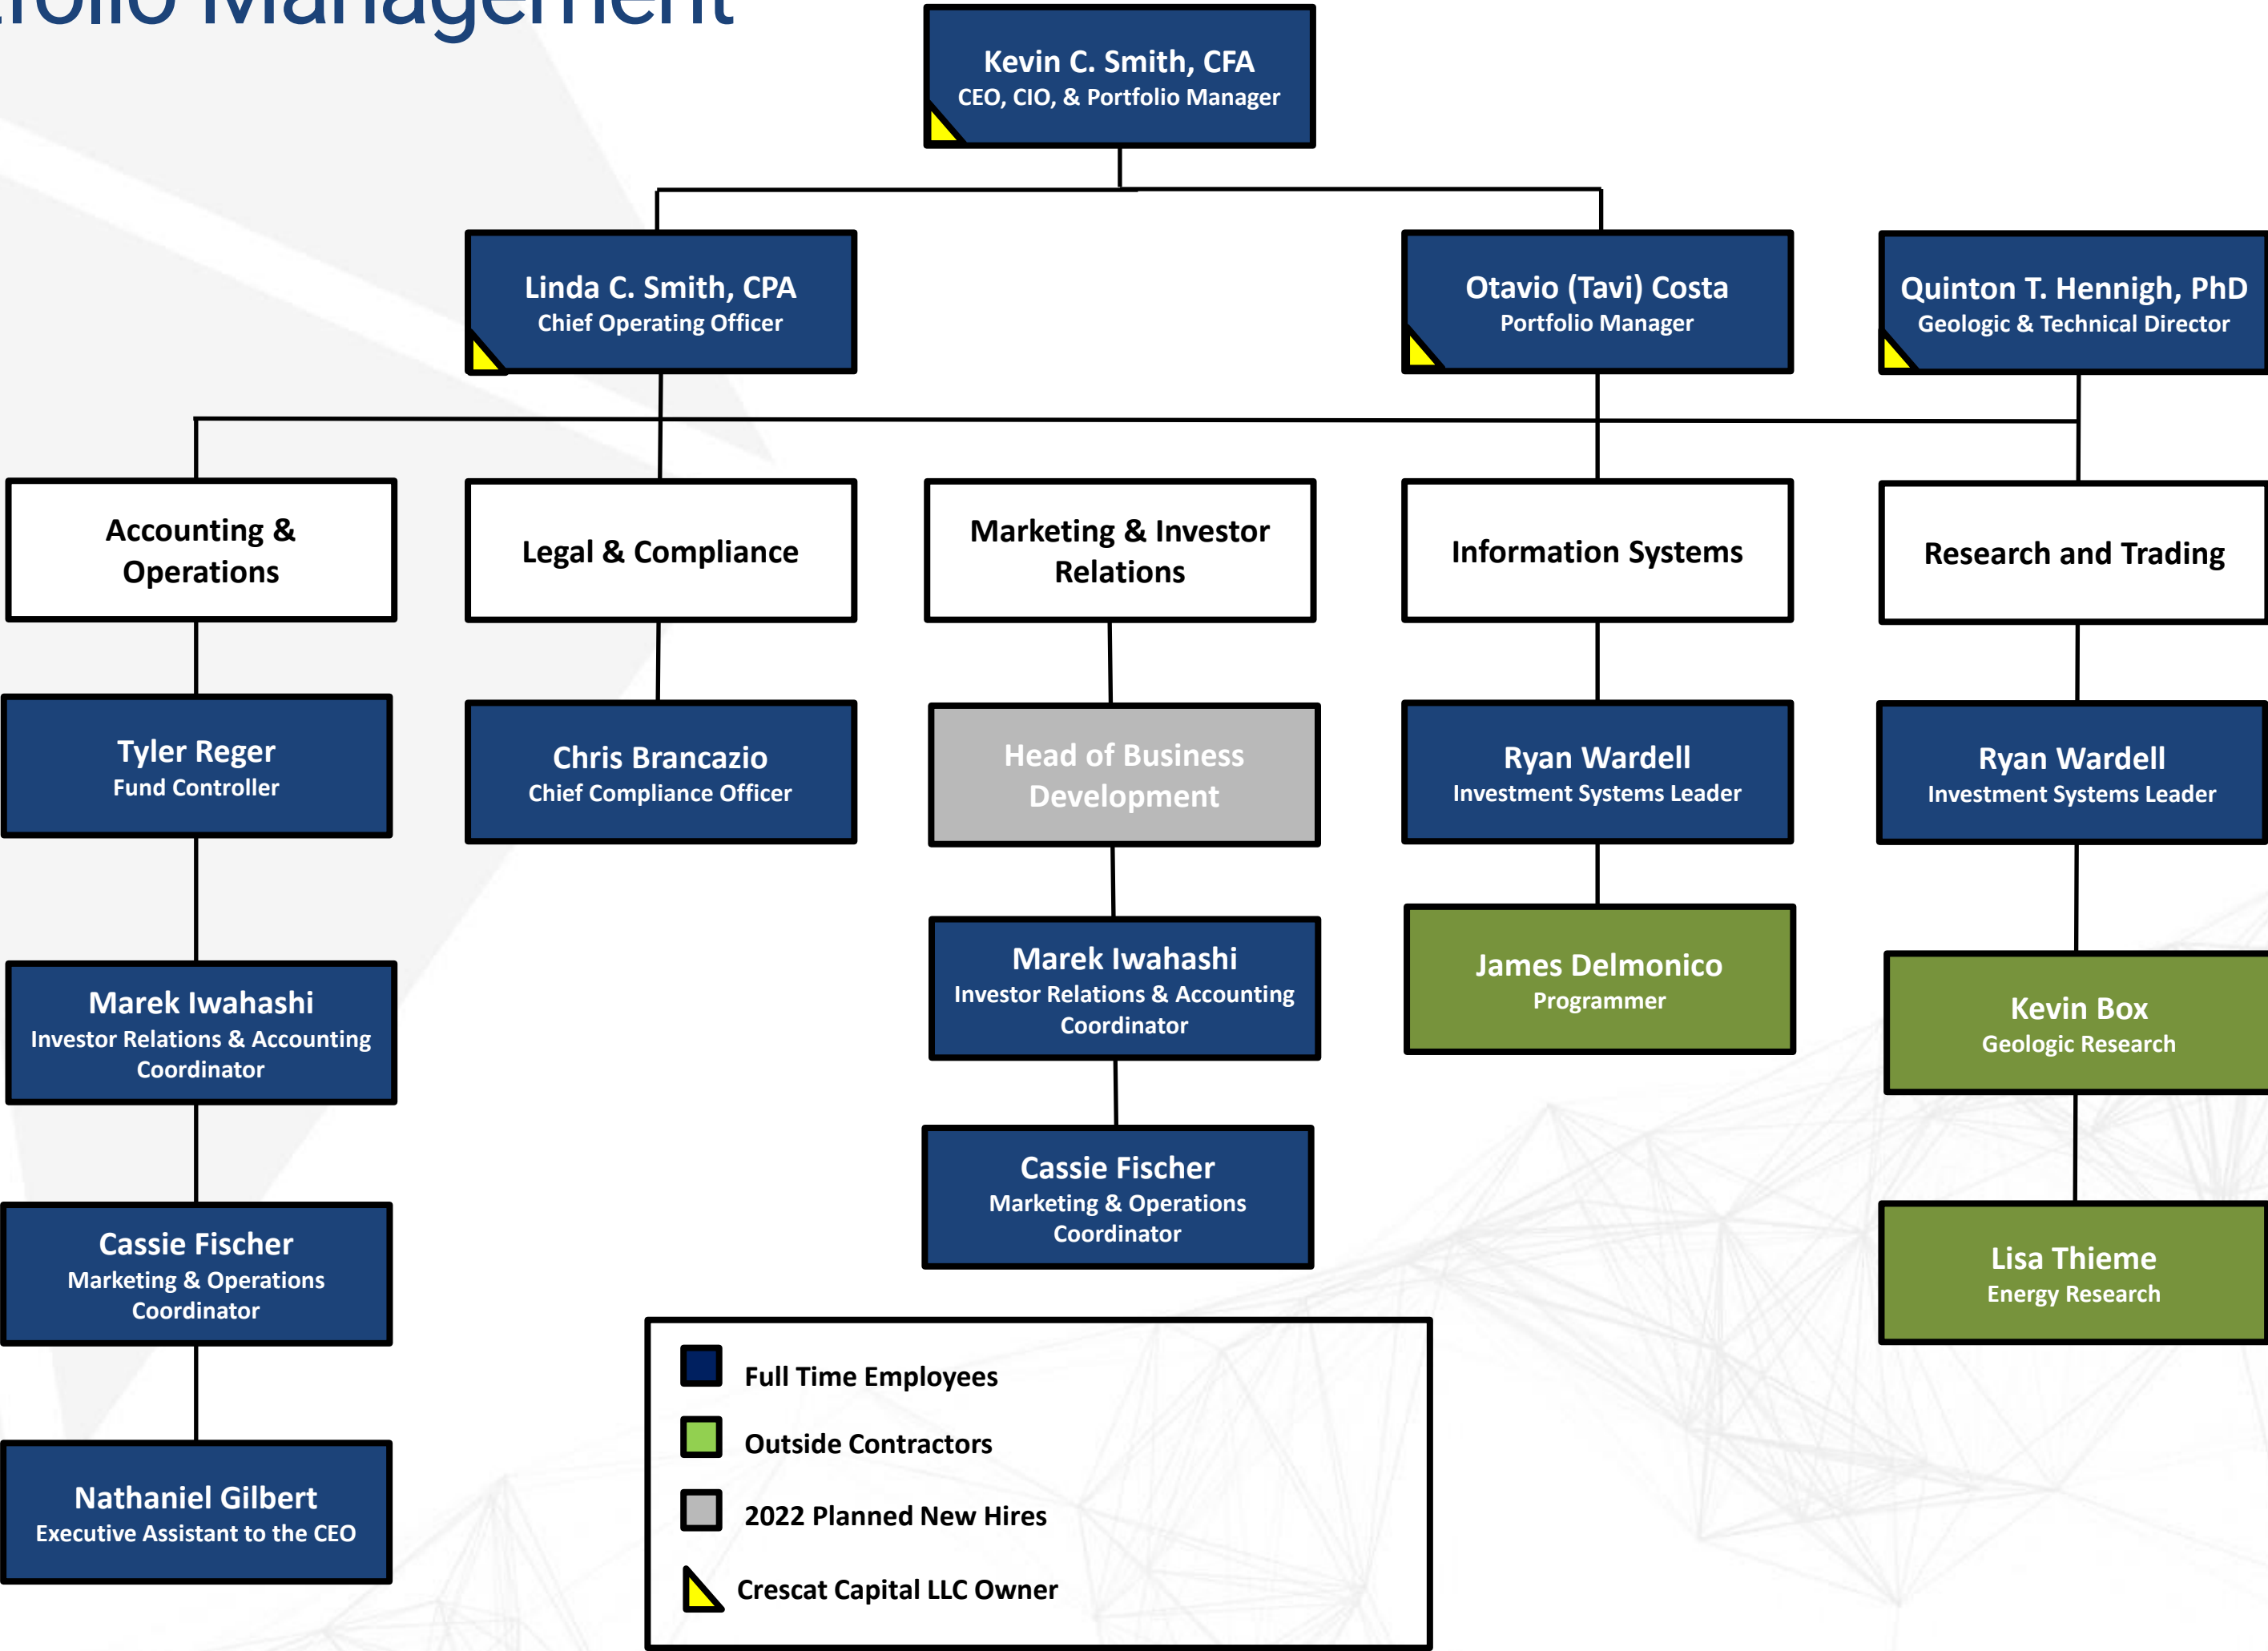 Management
Kevin C. Smith, CFA
CEO, CIO, & Portfolio Manager
Linda C. Smith, CPA
Chief Operating Officer
Otavio (Tavi) Costa
Portfolio Manager
Quinton T. Hennigh, PhD
Geologic & Technical Director
Accounting &
Operations
Legal & Compliance
Marketing & Investor
Relations
Information Systems
Research and Trading
Tyler Reger
Fund Controller
Chris Brancazio
Chief Compliance Officer
Head of Business
Development
Ryan Wardell
Investment Systems Leader
Ryan Wardell
Investment Systems Leader
Marek Iwahashi
Investor Relations & Accounting
Coordinator
Marek Iwahashi
Investor Relations & Accounting
Coordinator
James Delmonico
Programmer
Kevin Box
Geologic Research
Cassie Fischer
Marketing & Operations
Coordinator
Cassie Fischer
Marketing & Operations
Coordinator
Lisa Thieme
Energy Research
Nathaniel Gilbert
Executive Assistant to the CEO
Full Time Employees
Outside Contractors
2022 Planned New Hires
Crescat Capital LLC Owner